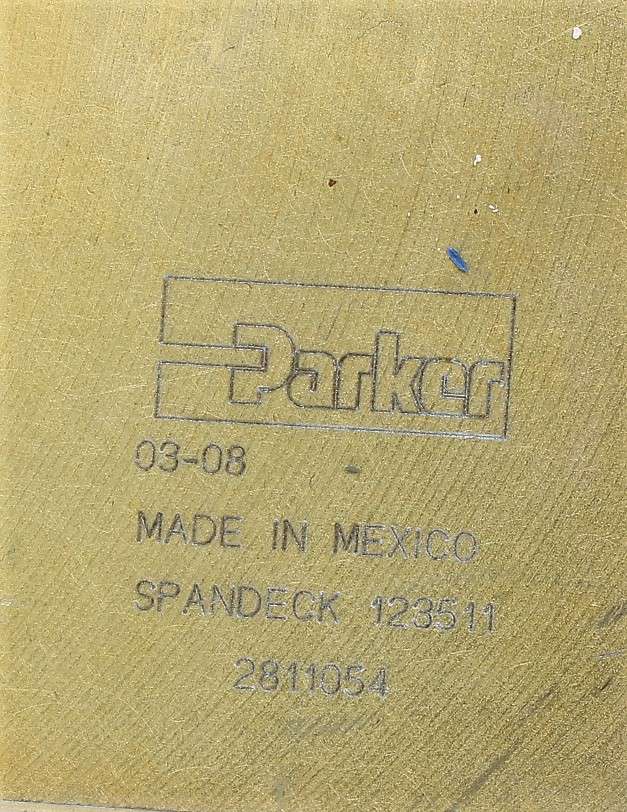 Parker
03-08
MADE IN MEXICO
SPANDECK 123511
2811054